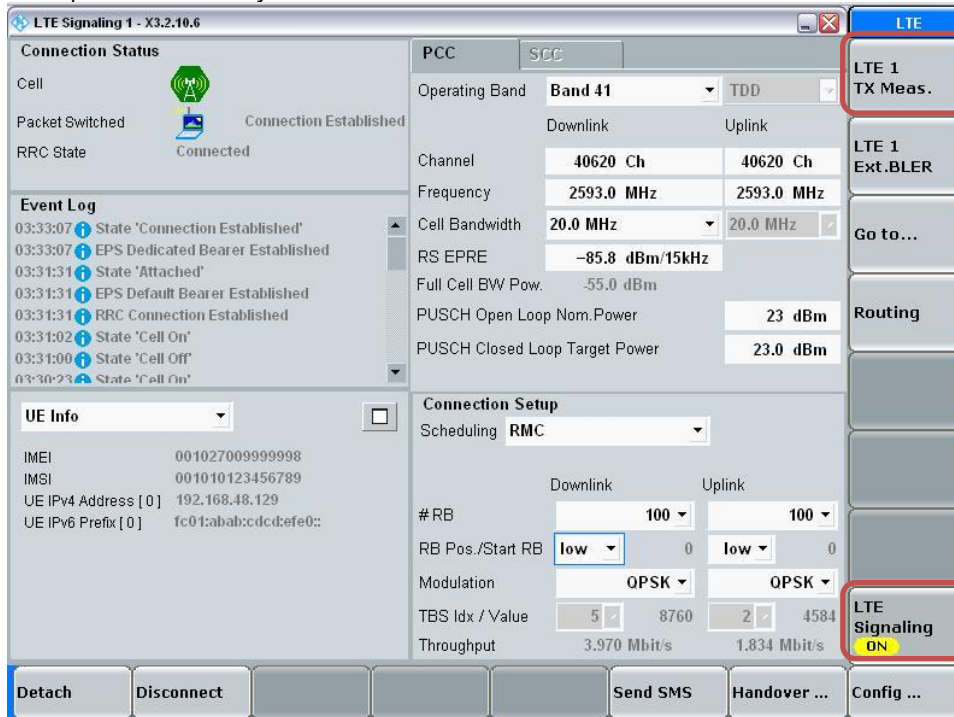 LTE Signaling 1 - X3.2.10.6
LTE
Connection Status
Cell
Packet Switched Connection Established
RRC State Connected
Event Log
03:33:07 State 'Connection Established'
03:33:07 EPS Dedicated Bearer Established
03:31:31 State 'Attached'
03:31:31 EPS Default Bearer Established
03:31:31 RRC Connection Established
03:31:02 State 'Cell On'
03:31:00 State 'Cell Off'
03:30:23 State 'Cell On'
UE Info
IMEI 001027009999998
IMSI 001010123456789
UE IPv4 Address [ 0 ] 192.168.48.129
UE IPv6 Prefix [ 0 ] fc01:abab:cdcd:efe0::
PCC SCC
Operating Band Band 41 TDD
Downlink Uplink
Channel 40620 Ch 40620 Ch
Frequency 2593.0 MHz 2593.0 MHz
Cell Bandwidth 20.0 MHz 20.0 MHz
RS EPRE -85.8 dBm/15kHz
Full Cell BW Pow. -55.0 dBm
PUSCH Open Loop Nom.Power 23 dBm
PUSCH Closed Loop Target Power 23.0 dBm
Connection Setup
Scheduling RMC
Downlink Uplink
# RB 100 100
RB Pos./Start RB low 0 low 0
Modulation QPSK QPSK
TBS Idx / Value 5 8760 2 4584
Throughput 3.970 Mbit/s 1.834 Mbit/s
LTE 1
TX Meas.
LTE 1
Ext.BLER
Go to...
Routing
LTE
Signaling
ON
Detach Disconnect Send SMS Handover ... Config ...